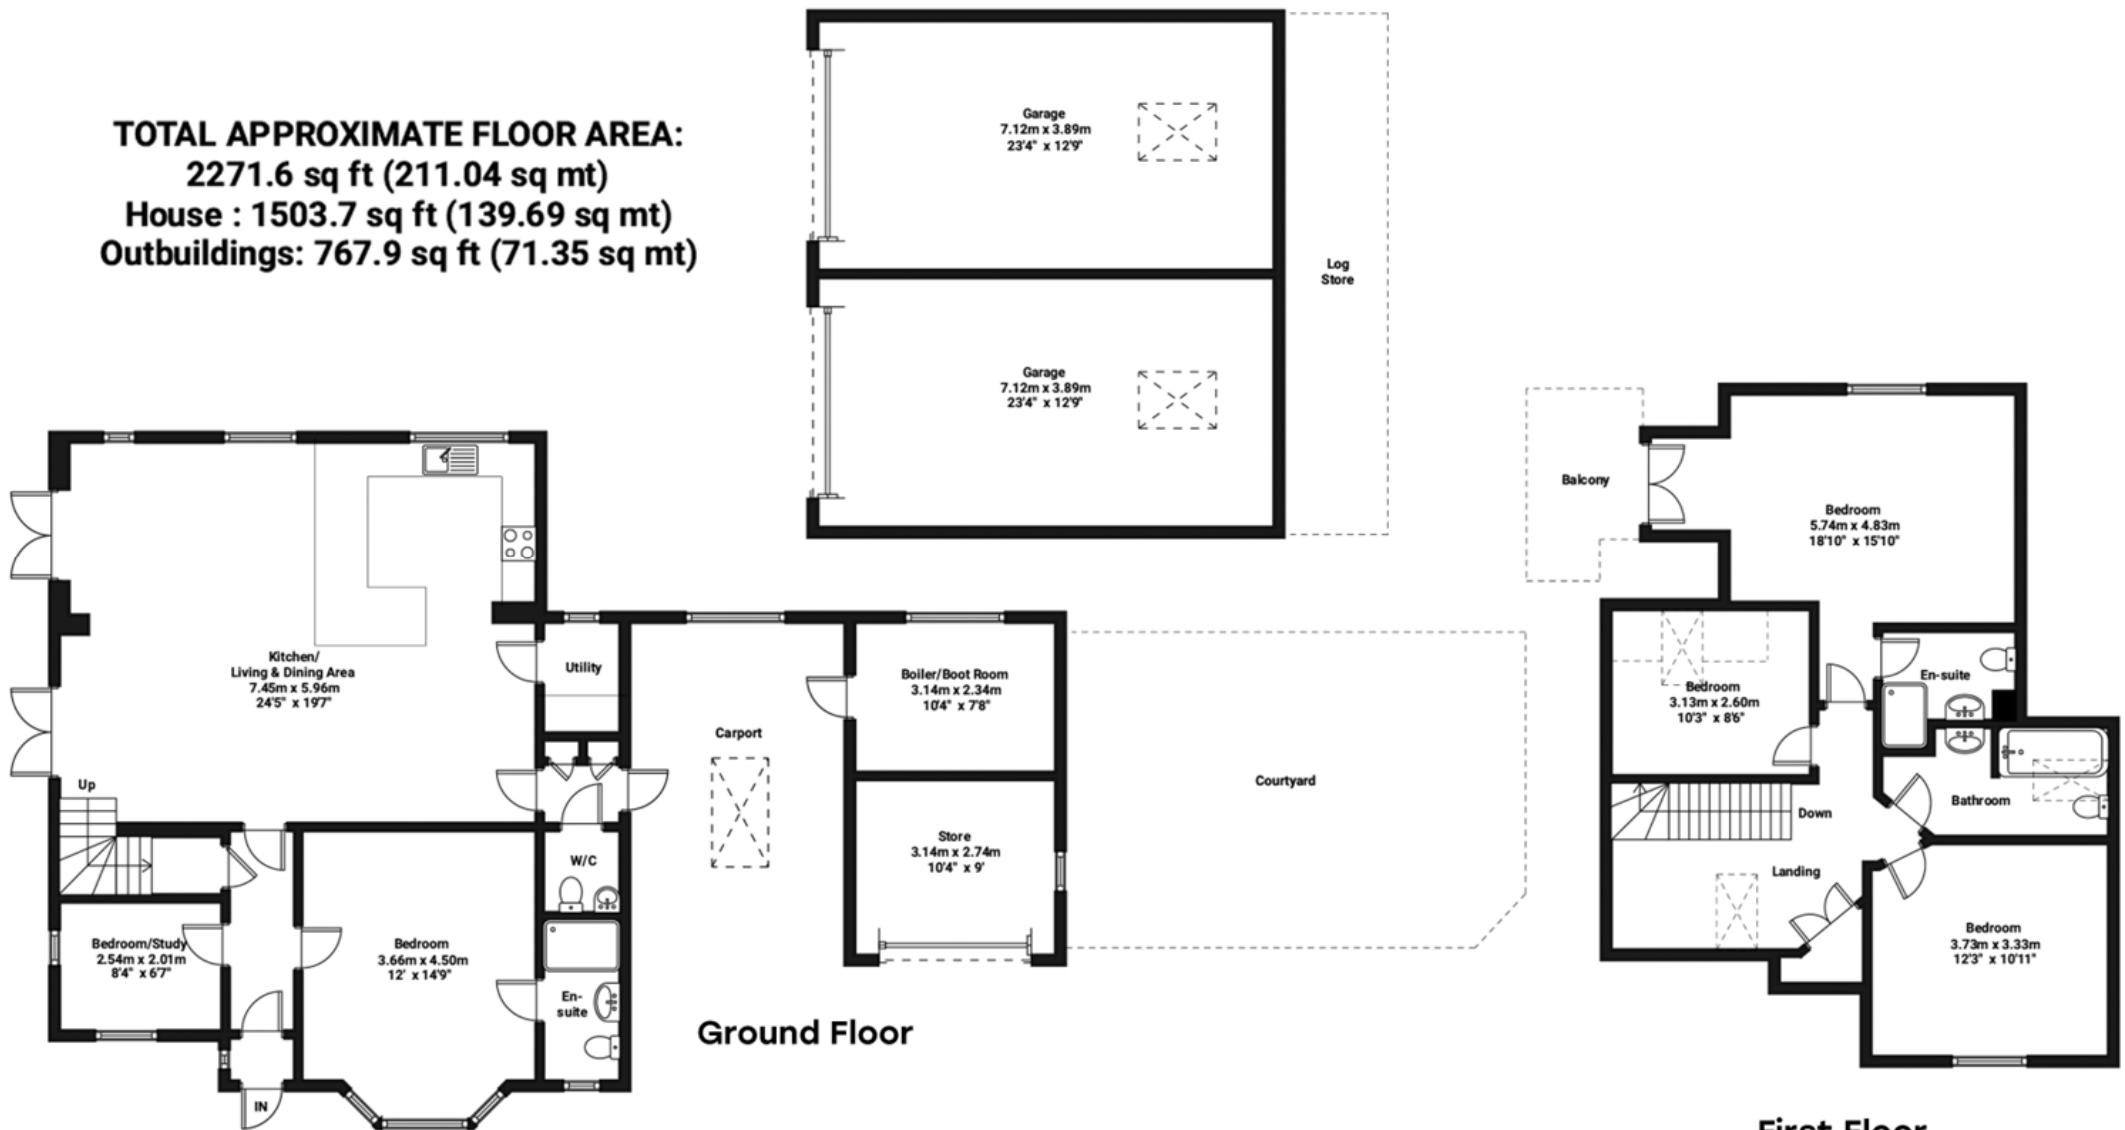 TOTAL APPROXIMATE FLOOR AREA:
2271.6 sq ft (211.04 sq mt)
House : 1503.7 sq ft (139.69 sq mt)
Outbuildings: 767.9 sq ft (71.35 sq mt)
Garage
7.12m x 3.89m
23'4" x 12'9"
Log
Store
Garage
7.12m x 3.89m
23'4" x 12'9"
Kitchen/
Living & Dining Area
7.45m x 5.96m
24'5" x 19'7"
Up
Utility
Carport
Boiler/Boot Room
3.14m x 2.34m
10'4" x 7'8"
Store
3.14m x 2.74m
10'4" x 9'
Courtyard
W/C
Bedroom/Study
2.54m x 2.01m
8'4" x 6'7"
Bedroom
3.66m x 4.50m
12' x 14'9"
En-
suite
IN
Ground Floor
Balcony
Bedroom
5.74m x 4.83m
18'10" x 15'10"
Bedroom
3.13m x 2.60m
10'3" x 8'6"
En-suite
Bathroom
Down
Landing
Bedroom
3.73m x 3.33m
12'3" x 10'11"
First Floor